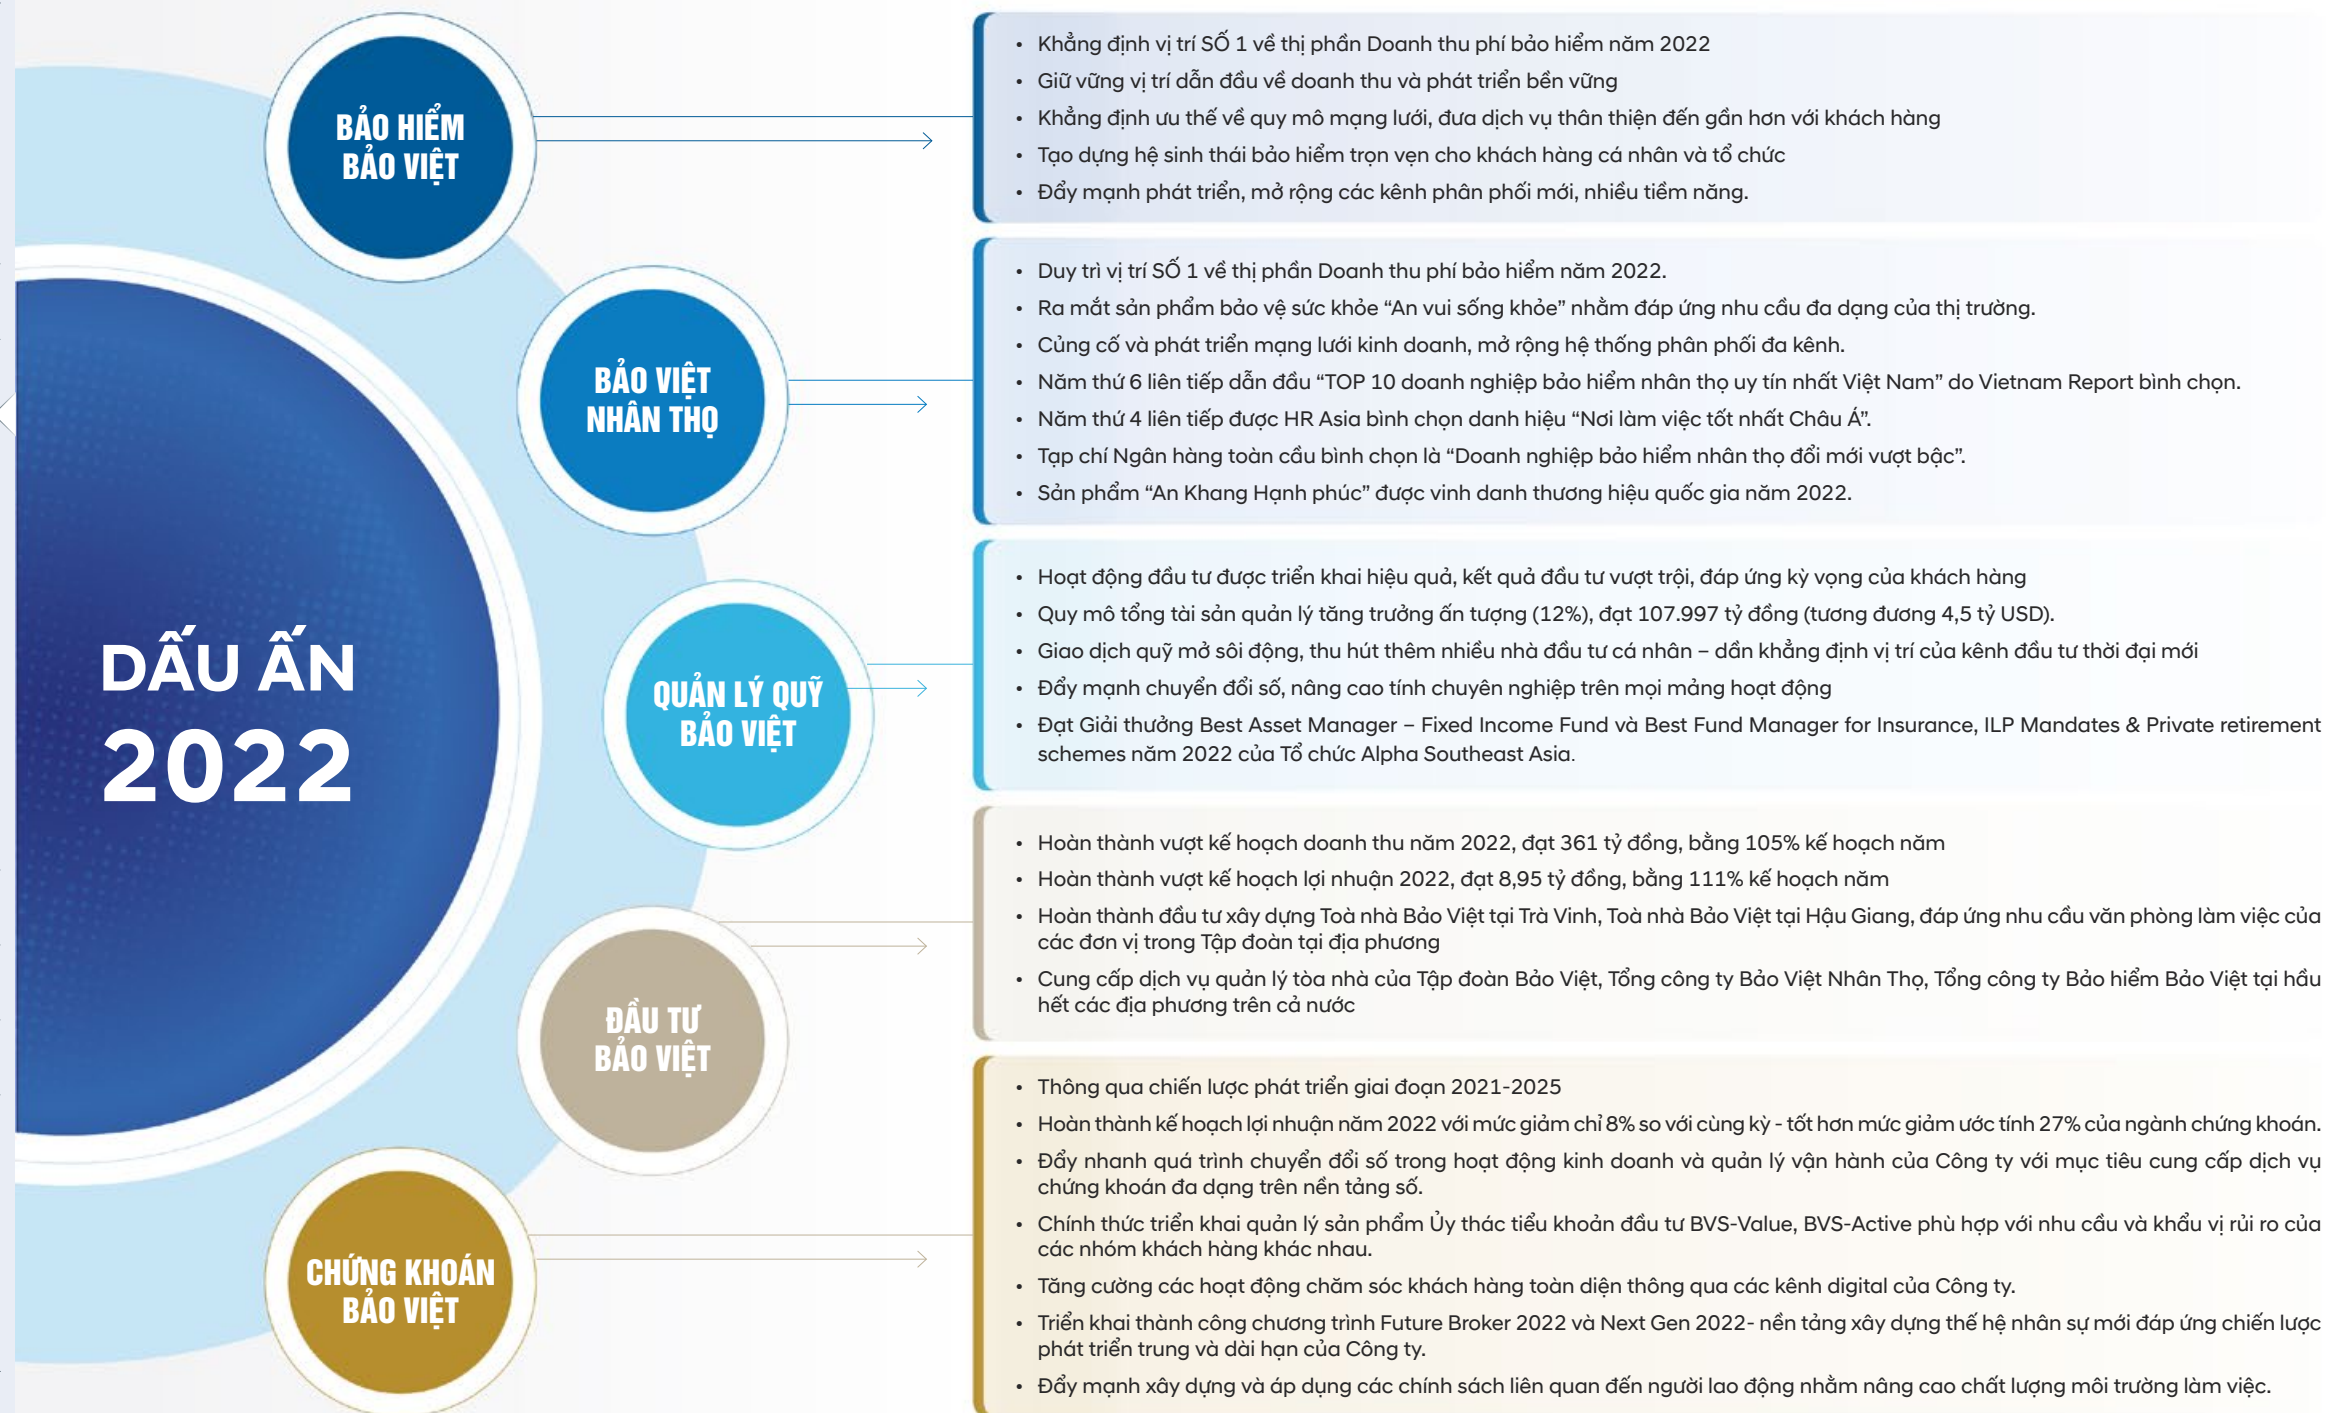 DẤU ẤN
2022
BẢO HIỂM
BẢO VIỆT
• Khẳng định vị trí SỐ 1 về thị phần Doanh thu phí bảo hiểm năm 2022
• Giữ vững vị trí dẫn đầu về doanh thu và phát triển bền vững
• Khẳng định ưu thế về quy mô mạng lưới, đưa dịch vụ thân thiện đến gần hơn với khách hàng
• Tạo dựng hệ sinh thái bảo hiểm trọn vẹn cho khách hàng cá nhân và tổ chức
• Đẩy mạnh phát triển, mở rộng các kênh phân phối mới, nhiều tiềm năng.
BẢO VIỆT
NHÂN THỌ
• Duy trì vị trí SỐ 1 về thị phần Doanh thu phí bảo hiểm năm 2022.
• Ra mắt sản phẩm bảo vệ sức khỏe “An vui sống khỏe” nhằm đáp ứng nhu cầu đa dạng của thị trường.
• Củng cố và phát triển mạng lưới kinh doanh, mở rộng hệ thống phân phối đa kênh.
• Năm thứ 6 liên tiếp dẫn đầu “TOP 10 doanh nghiệp bảo hiểm nhân thọ uy tín nhất Việt Nam” do Vietnam Report bình chọn.
• Năm thứ 4 liên tiếp được HR Asia bình chọn danh hiệu “Nơi làm việc tốt nhất Châu Á”.
• Tạp chí Ngân hàng toàn cầu bình chọn là “Doanh nghiệp bảo hiểm nhân thọ đổi mới vượt bậc”.
• Sản phẩm “An Khang Hạnh phúc” được vinh danh thương hiệu quốc gia năm 2022.
QUẢN LÝ QUỸ
BẢO VIỆT
• Hoạt động đầu tư được triển khai hiệu quả, kết quả đầu tư vượt trội, đáp ứng kỳ vọng của khách hàng
• Quy mô tổng tài sản quản lý tăng trưởng ấn tượng (12%), đạt 107.997 tỷ đồng (tương đương 4,5 tỷ USD).
• Giao dịch quỹ mở sôi động, thu hút thêm nhiều nhà đầu tư cá nhân – dần khẳng định vị trí của kênh đầu tư thời đại mới
• Đẩy mạnh chuyển đổi số, nâng cao tính chuyên nghiệp trên mọi mảng hoạt động
• Đạt Giải thưởng Best Asset Manager – Fixed Income Fund và Best Fund Manager for Insurance, ILP Mandates & Private retirement
schemes năm 2022 của Tổ chức Alpha Southeast Asia.
ĐẦU TƯ
BẢO VIỆT
• Hoàn thành vượt kế hoạch doanh thu năm 2022, đạt 361 tỷ đồng, bằng 105% kế hoạch năm
• Hoàn thành vượt kế hoạch lợi nhuận 2022, đạt 8,95 tỷ đồng, bằng 111% kế hoạch năm
• Hoàn thành đầu tư xây dựng Toà nhà Bảo Việt tại Trà Vinh, Toà nhà Bảo Việt tại Hậu Giang, đáp ứng nhu cầu văn phòng làm việc của
các đơn vị trong Tập đoàn tại địa phương
• Cung cấp dịch vụ quản lý tòa nhà của Tập đoàn Bảo Việt, Tổng công ty Bảo Việt Nhân Thọ, Tổng công ty Bảo hiểm Bảo Việt tại hầu
hết các địa phương trên cả nước
CHỨNG KHOÁN
BẢO VIỆT
• Thông qua chiến lược phát triển giai đoạn 2021-2025
• Hoàn thành kế hoạch lợi nhuận năm 2022 với mức giảm chỉ 8% so với cùng kỳ - tốt hơn mức giảm ước tính 27% của ngành chứng khoán.
• Đẩy nhanh quá trình chuyển đổi số trong hoạt động kinh doanh và quản lý vận hành của Công ty với mục tiêu cung cấp dịch vụ
chứng khoán đa dạng trên nền tảng số.
• Chính thức triển khai quản lý sản phẩm Ủy thác tiểu khoản đầu tư BVS-Value, BVS-Active phù hợp với nhu cầu và khẩu vị rủi ro của
các nhóm khách hàng khác nhau.
• Tăng cường các hoạt động chăm sóc khách hàng toàn diện thông qua các kênh digital của Công ty.
• Triển khai thành công chương trình Future Broker 2022 và Next Gen 2022- nền tảng xây dựng thế hệ nhân sự mới đáp ứng chiến lược
phát triển trung và dài hạn của Công ty.
• Đẩy mạnh xây dựng và áp dụng các chính sách liên quan đến người lao động nhằm nâng cao chất lượng môi trường làm việc.